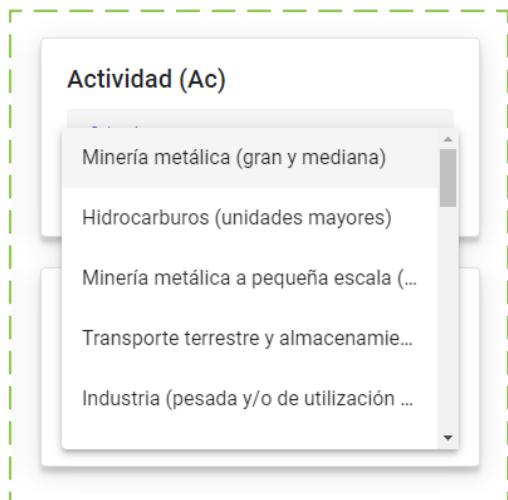 Actividad (Ac)
Minería metálica (gran y mediana)
Hidrocarburos (unidades mayores)
Minería metálica a pequeña escala (...
Transporte terrestre y almacenamie...
Industria (pesada y/o de utilización ...